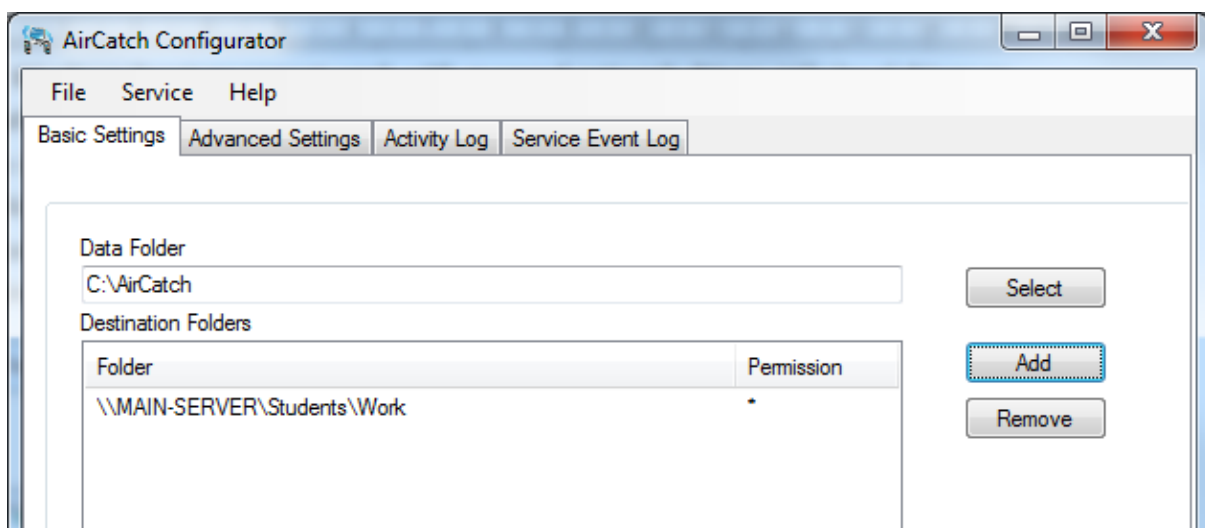 AirCatch Configurator
File Service Help
Basic Settings Advanced Settings Activity Log Service Event Log
Data Folder
C:\AirCatch Select
Destination Folders
Folder Permission Add
\\MAIN-SERVER\Students\Work * Remove